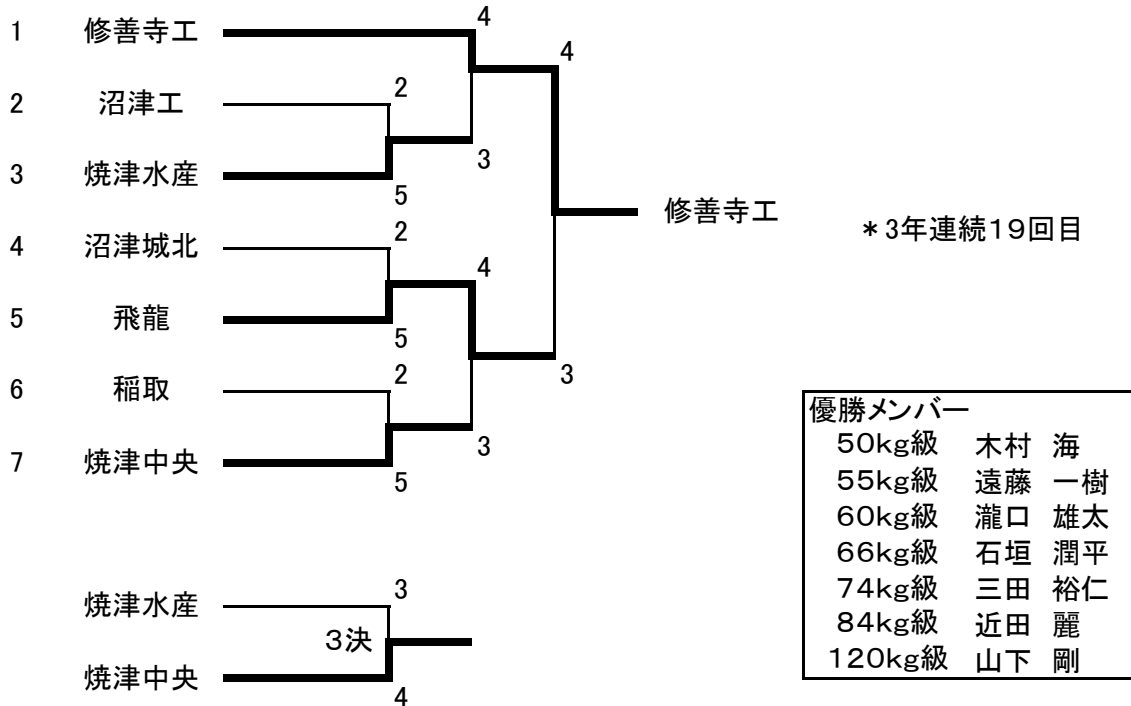 1 修善寺工
2 沼津工
3 焼津水産
4 沼津城北
5 飛龍
6 稲取
7 焼津中央
4
2
5
3
2
5
4
2
5
3
4
3
修善寺工
*3年連続19回目
焼津水産 3
3決
焼津中央 4
優勝メンバー
50kg級 木村 海
55kg級 遠藤 一樹
60kg級 瀧口 雄太
66kg級 石垣 潤平
74kg級 三田 裕仁
84kg級 近田 麗
120kg級 山下 剛